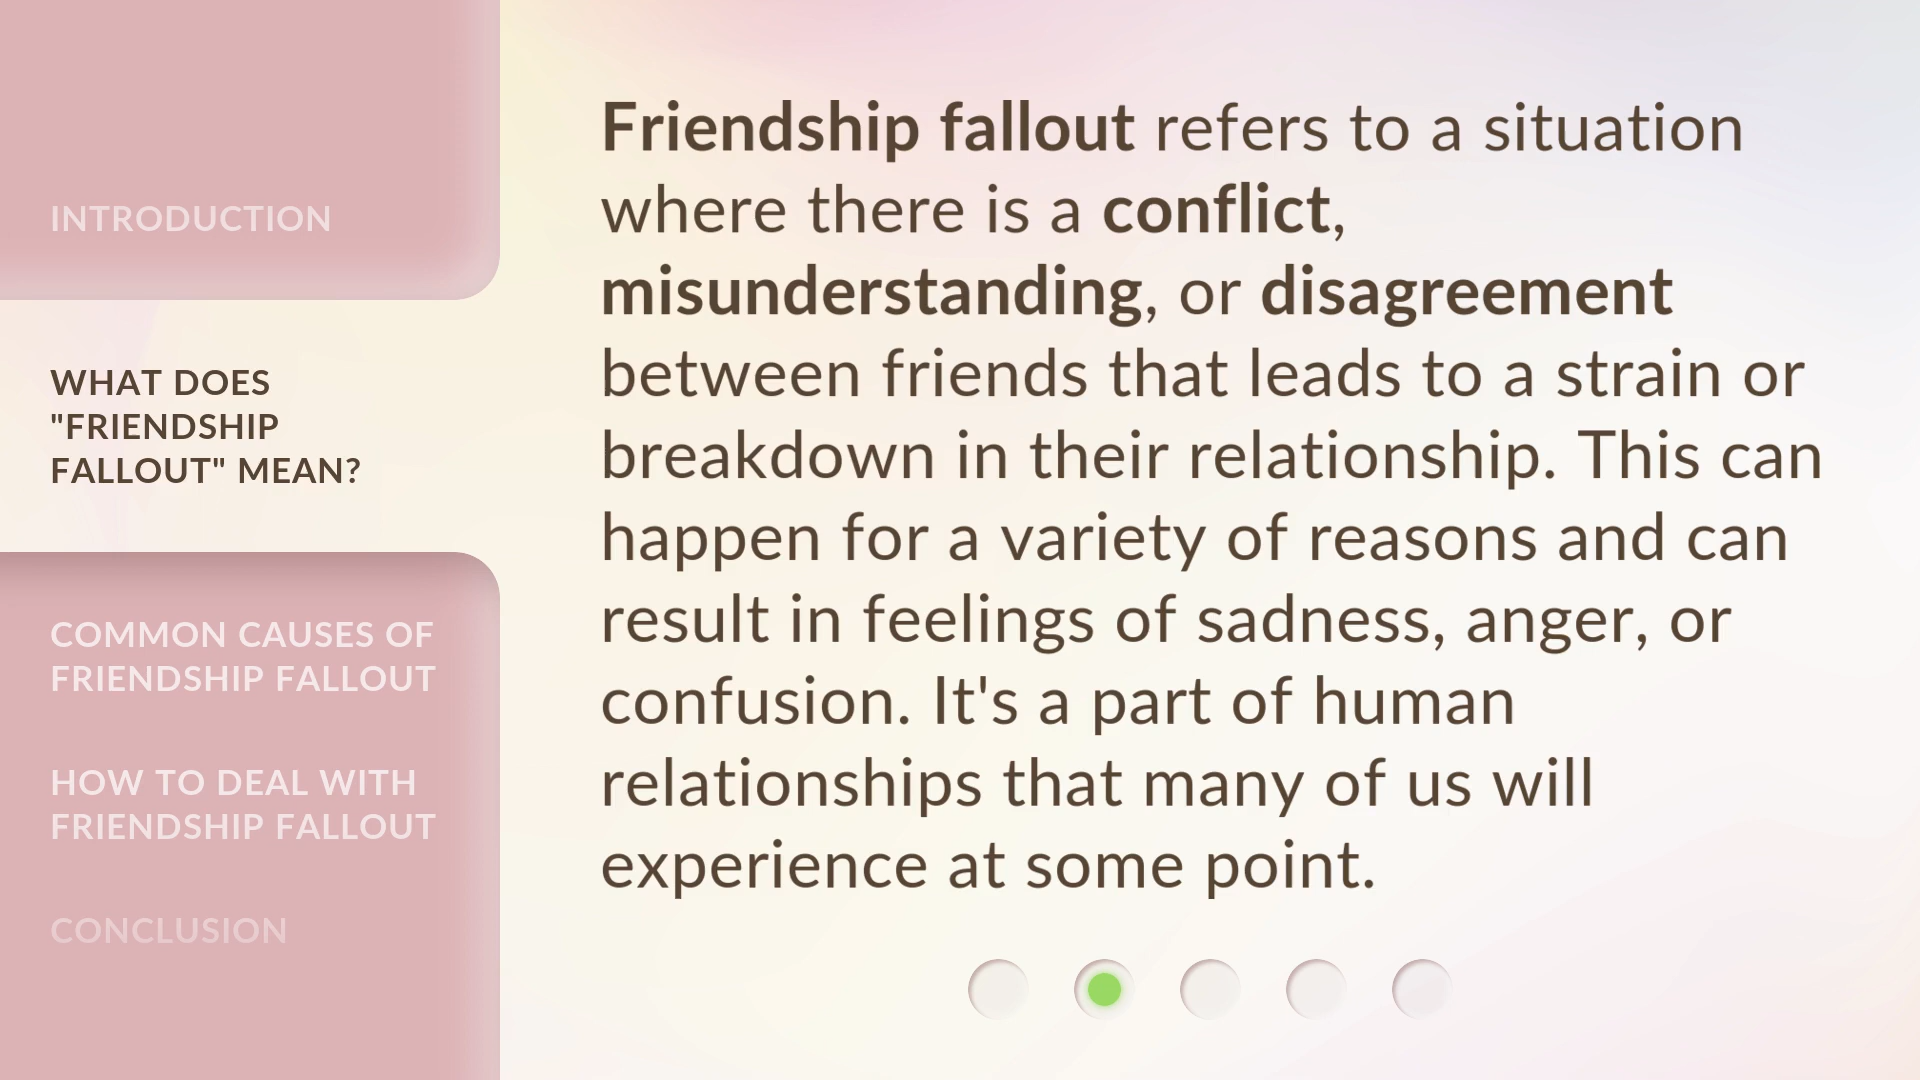 INTRODUCTION
WHAT DOES
"FRIENDSHIP
FALLOUT" MEAN?
COMMON CAUSES OF
FRIENDSHIP FALLOUT
HOW TO DEAL WITH
FRIENDSHIP FALLOUT
CONCLUSION
Friendship fallout refers to a situation
where there is a conflict,
misunderstanding, or disagreement
between friends that leads to a strain or
breakdown in their relationship. This can
happen for a variety of reasons and can
result in feelings of sadness, anger, or
confusion. It's a part of human
relationships that many of us will
experience at some point.